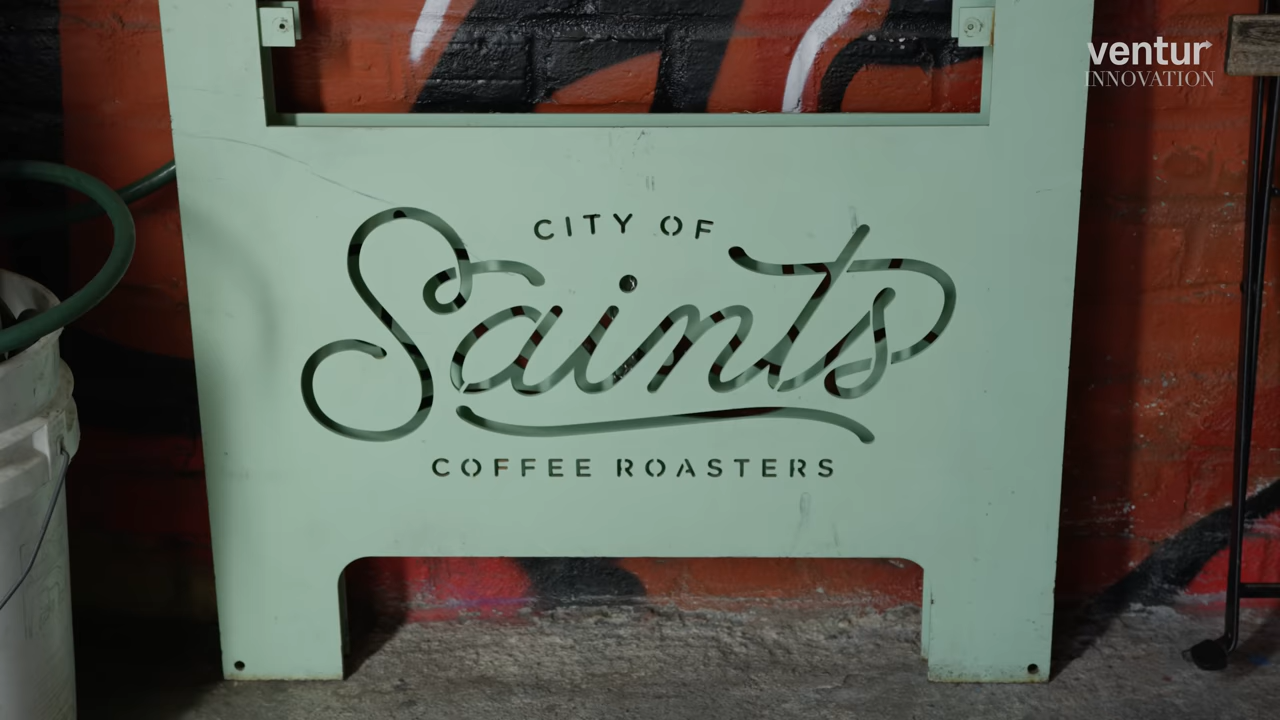 ventur
INNOVATION
CITY OF
Saints
COFFEE ROASTERS